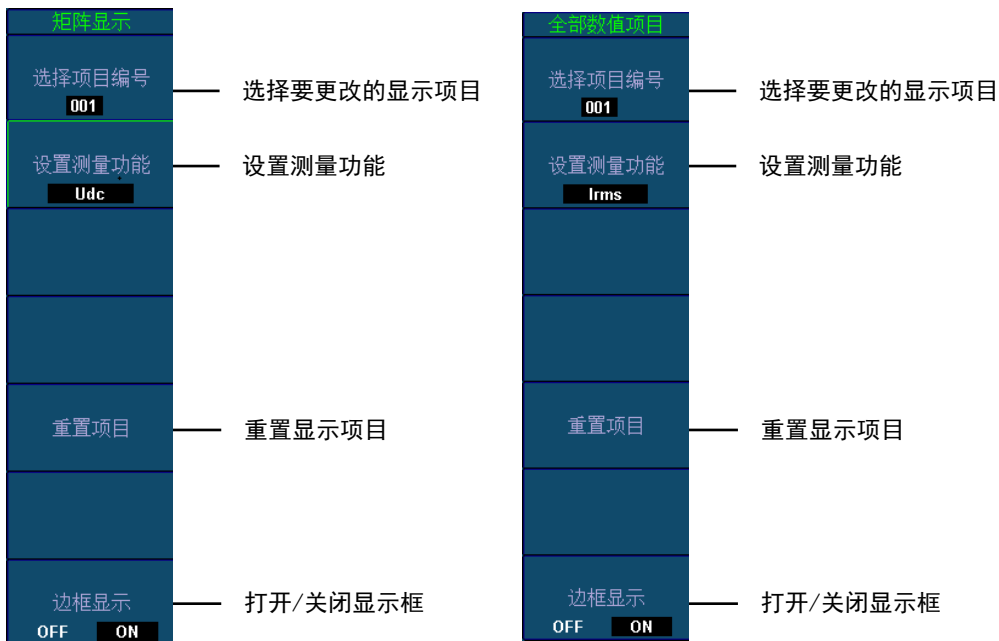 矩阵显示
选择项目编号
001
选择要更改的显示项目
设置测量功能
Udc
设置测量功能
重置项目
重置显示项目
边框显示
OFF ON
打开/关闭显示框
全部数值项目
选择项目编号
001
选择要更改的显示项目
设置测量功能
Irms
设置测量功能
重置项目
重置显示项目
边框显示
OFF ON
打开/关闭显示框